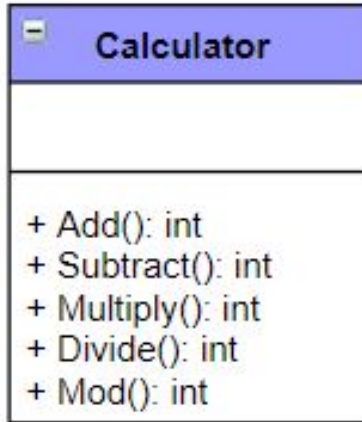 Calculator
+ Add(): int
+ Subtract(): int
+ Multiply(): int
+ Divide(): int
+ Mod(): int